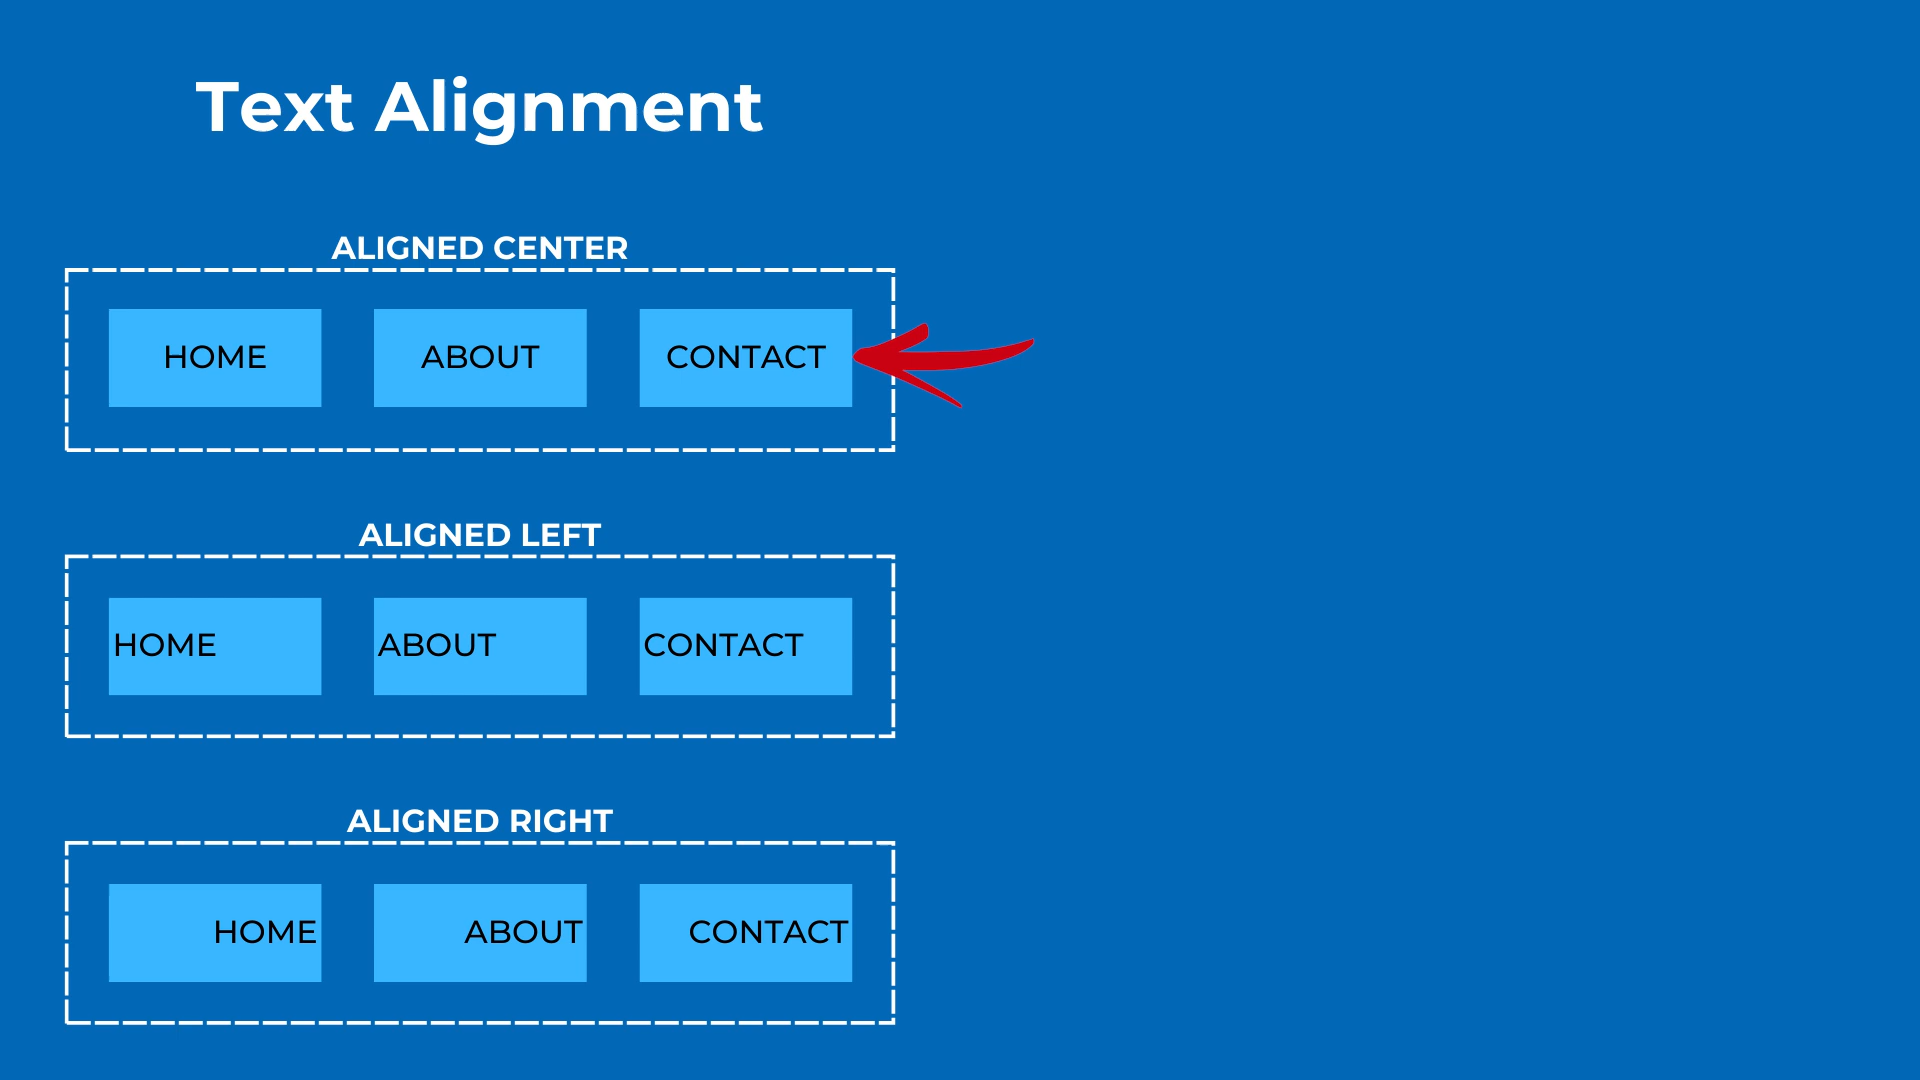 Text Alignment
ALIGNED CENTER
HOME ABOUT CONTACT
ALIGNED LEFT
HOME ABOUT CONTACT
ALIGNED RIGHT
HOME ABOUT CONTACT